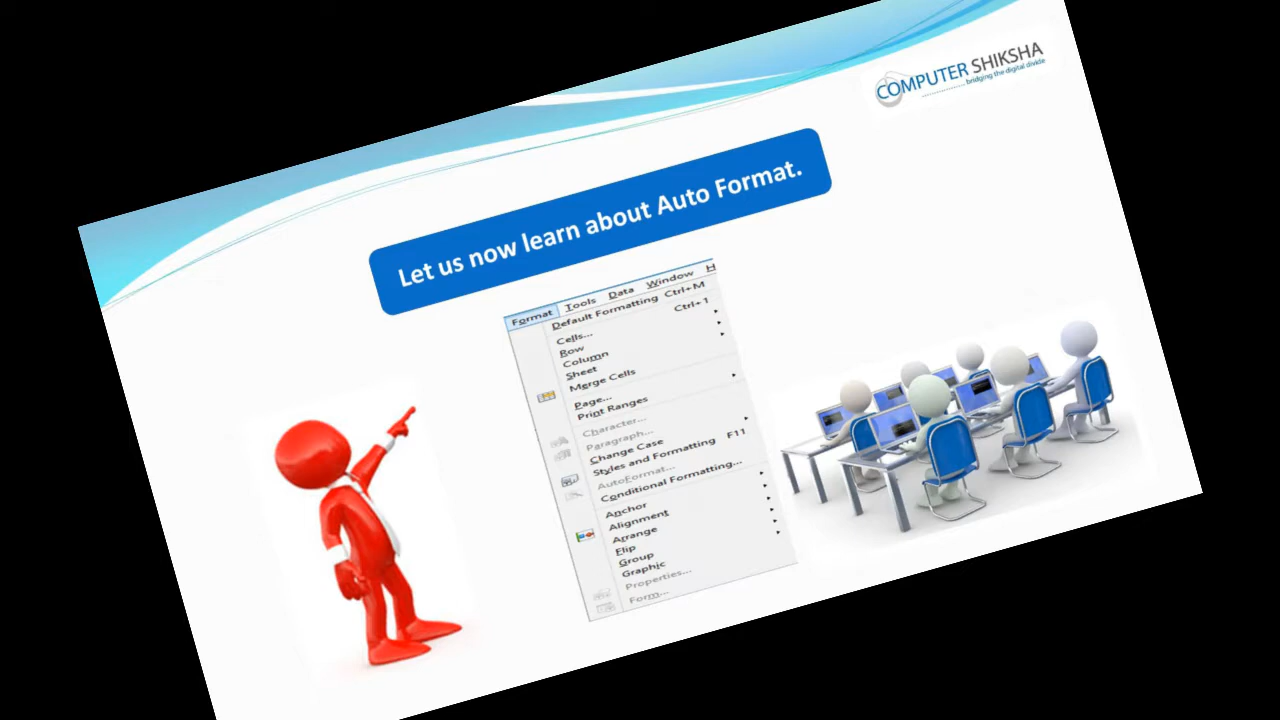 COMPUTER SHIKSHA
bridging the digital divide
Let us now learn about Auto Format.
Format Tools Data Window H
Default Formatting Ctrl+M
Cells... Ctrl+1
Row
Column
Sheet
Merge Cells
Page...
Print Ranges
Character...
Paragraph...
Change Case
Styles and Formatting F11
AutoFormat...
Conditional Formatting...
Anchor
Alignment
Arrange
Flip
Group
Graphic
Properties...
Form...